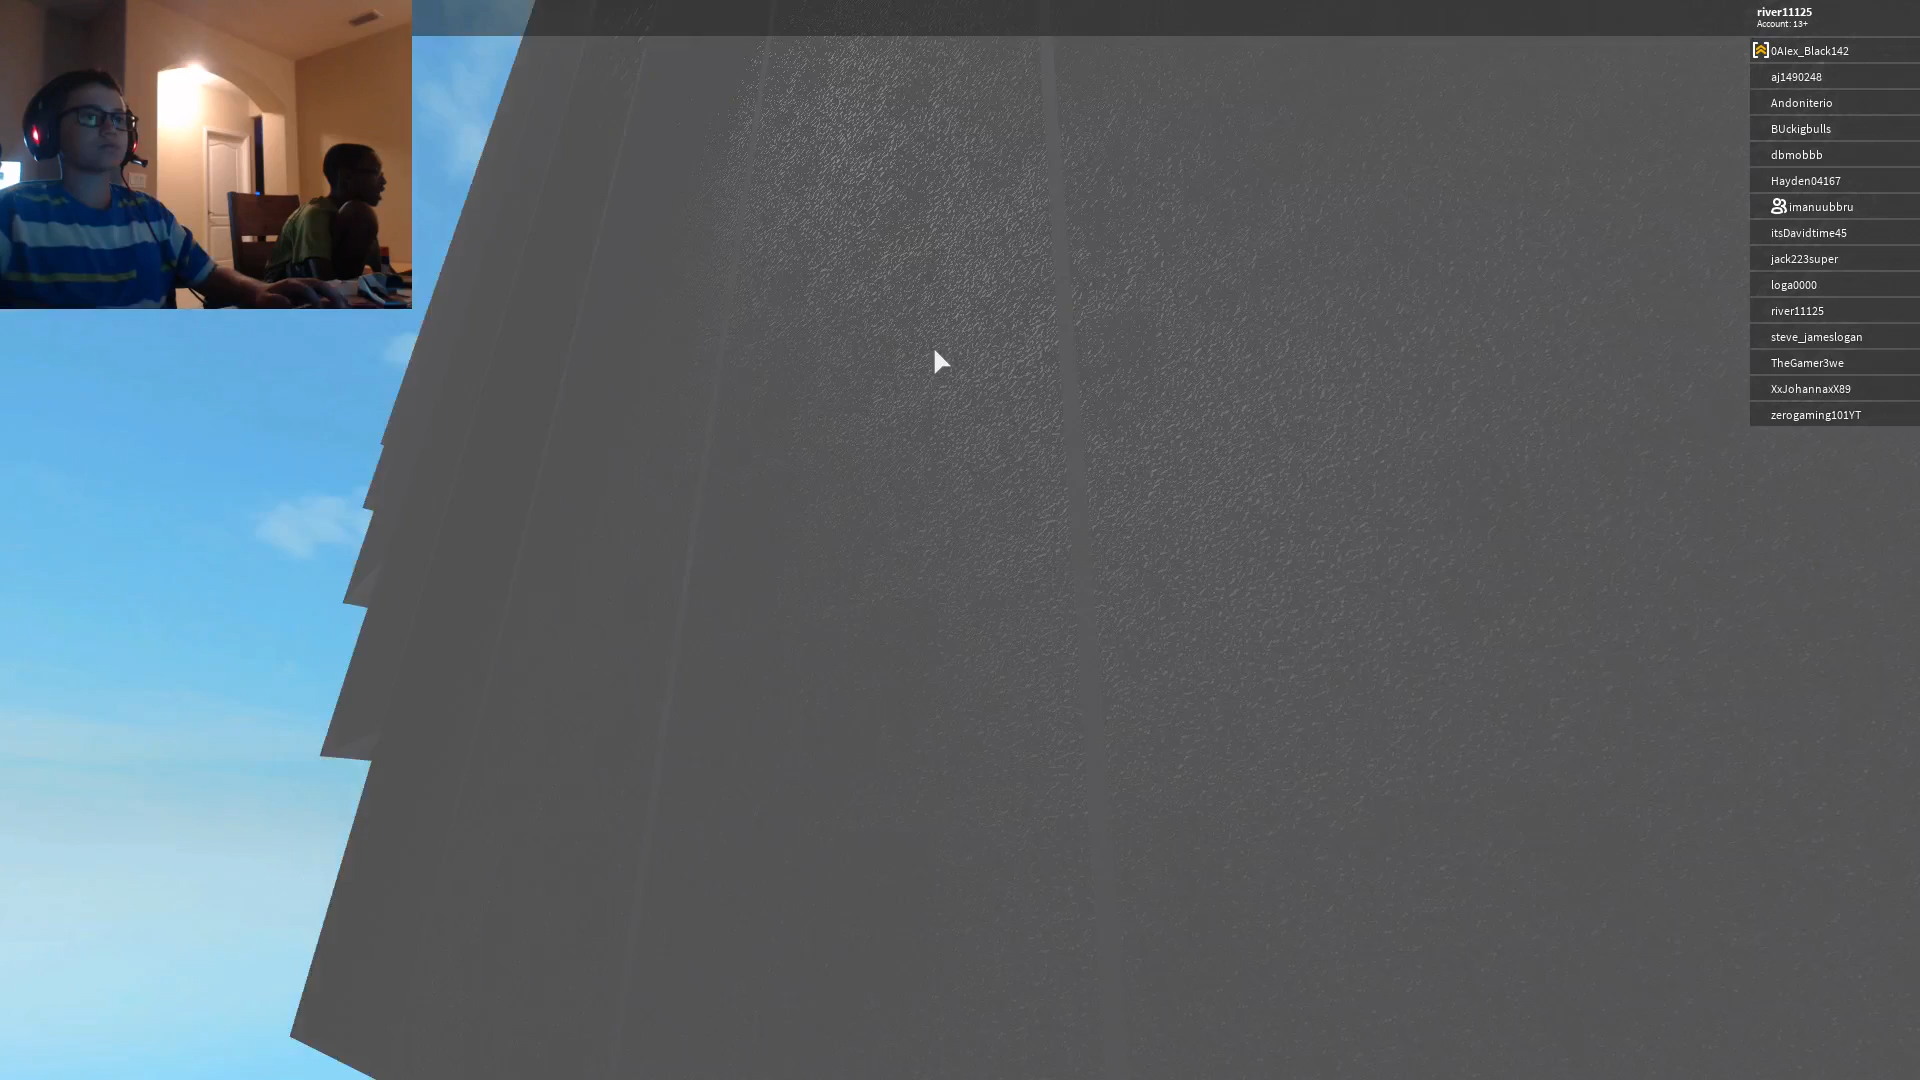 river11125
Account: 13+
0Alex_Black142
aj1490248
Andoniterio
BUckigbulls
dbmobbb
Hayden04167
imanuubbru
itsDavidtime45
jack223super
loga0000
river11125
steve_jameslogan
TheGamer3we
XxJohannaxX89
zerogaming101YT